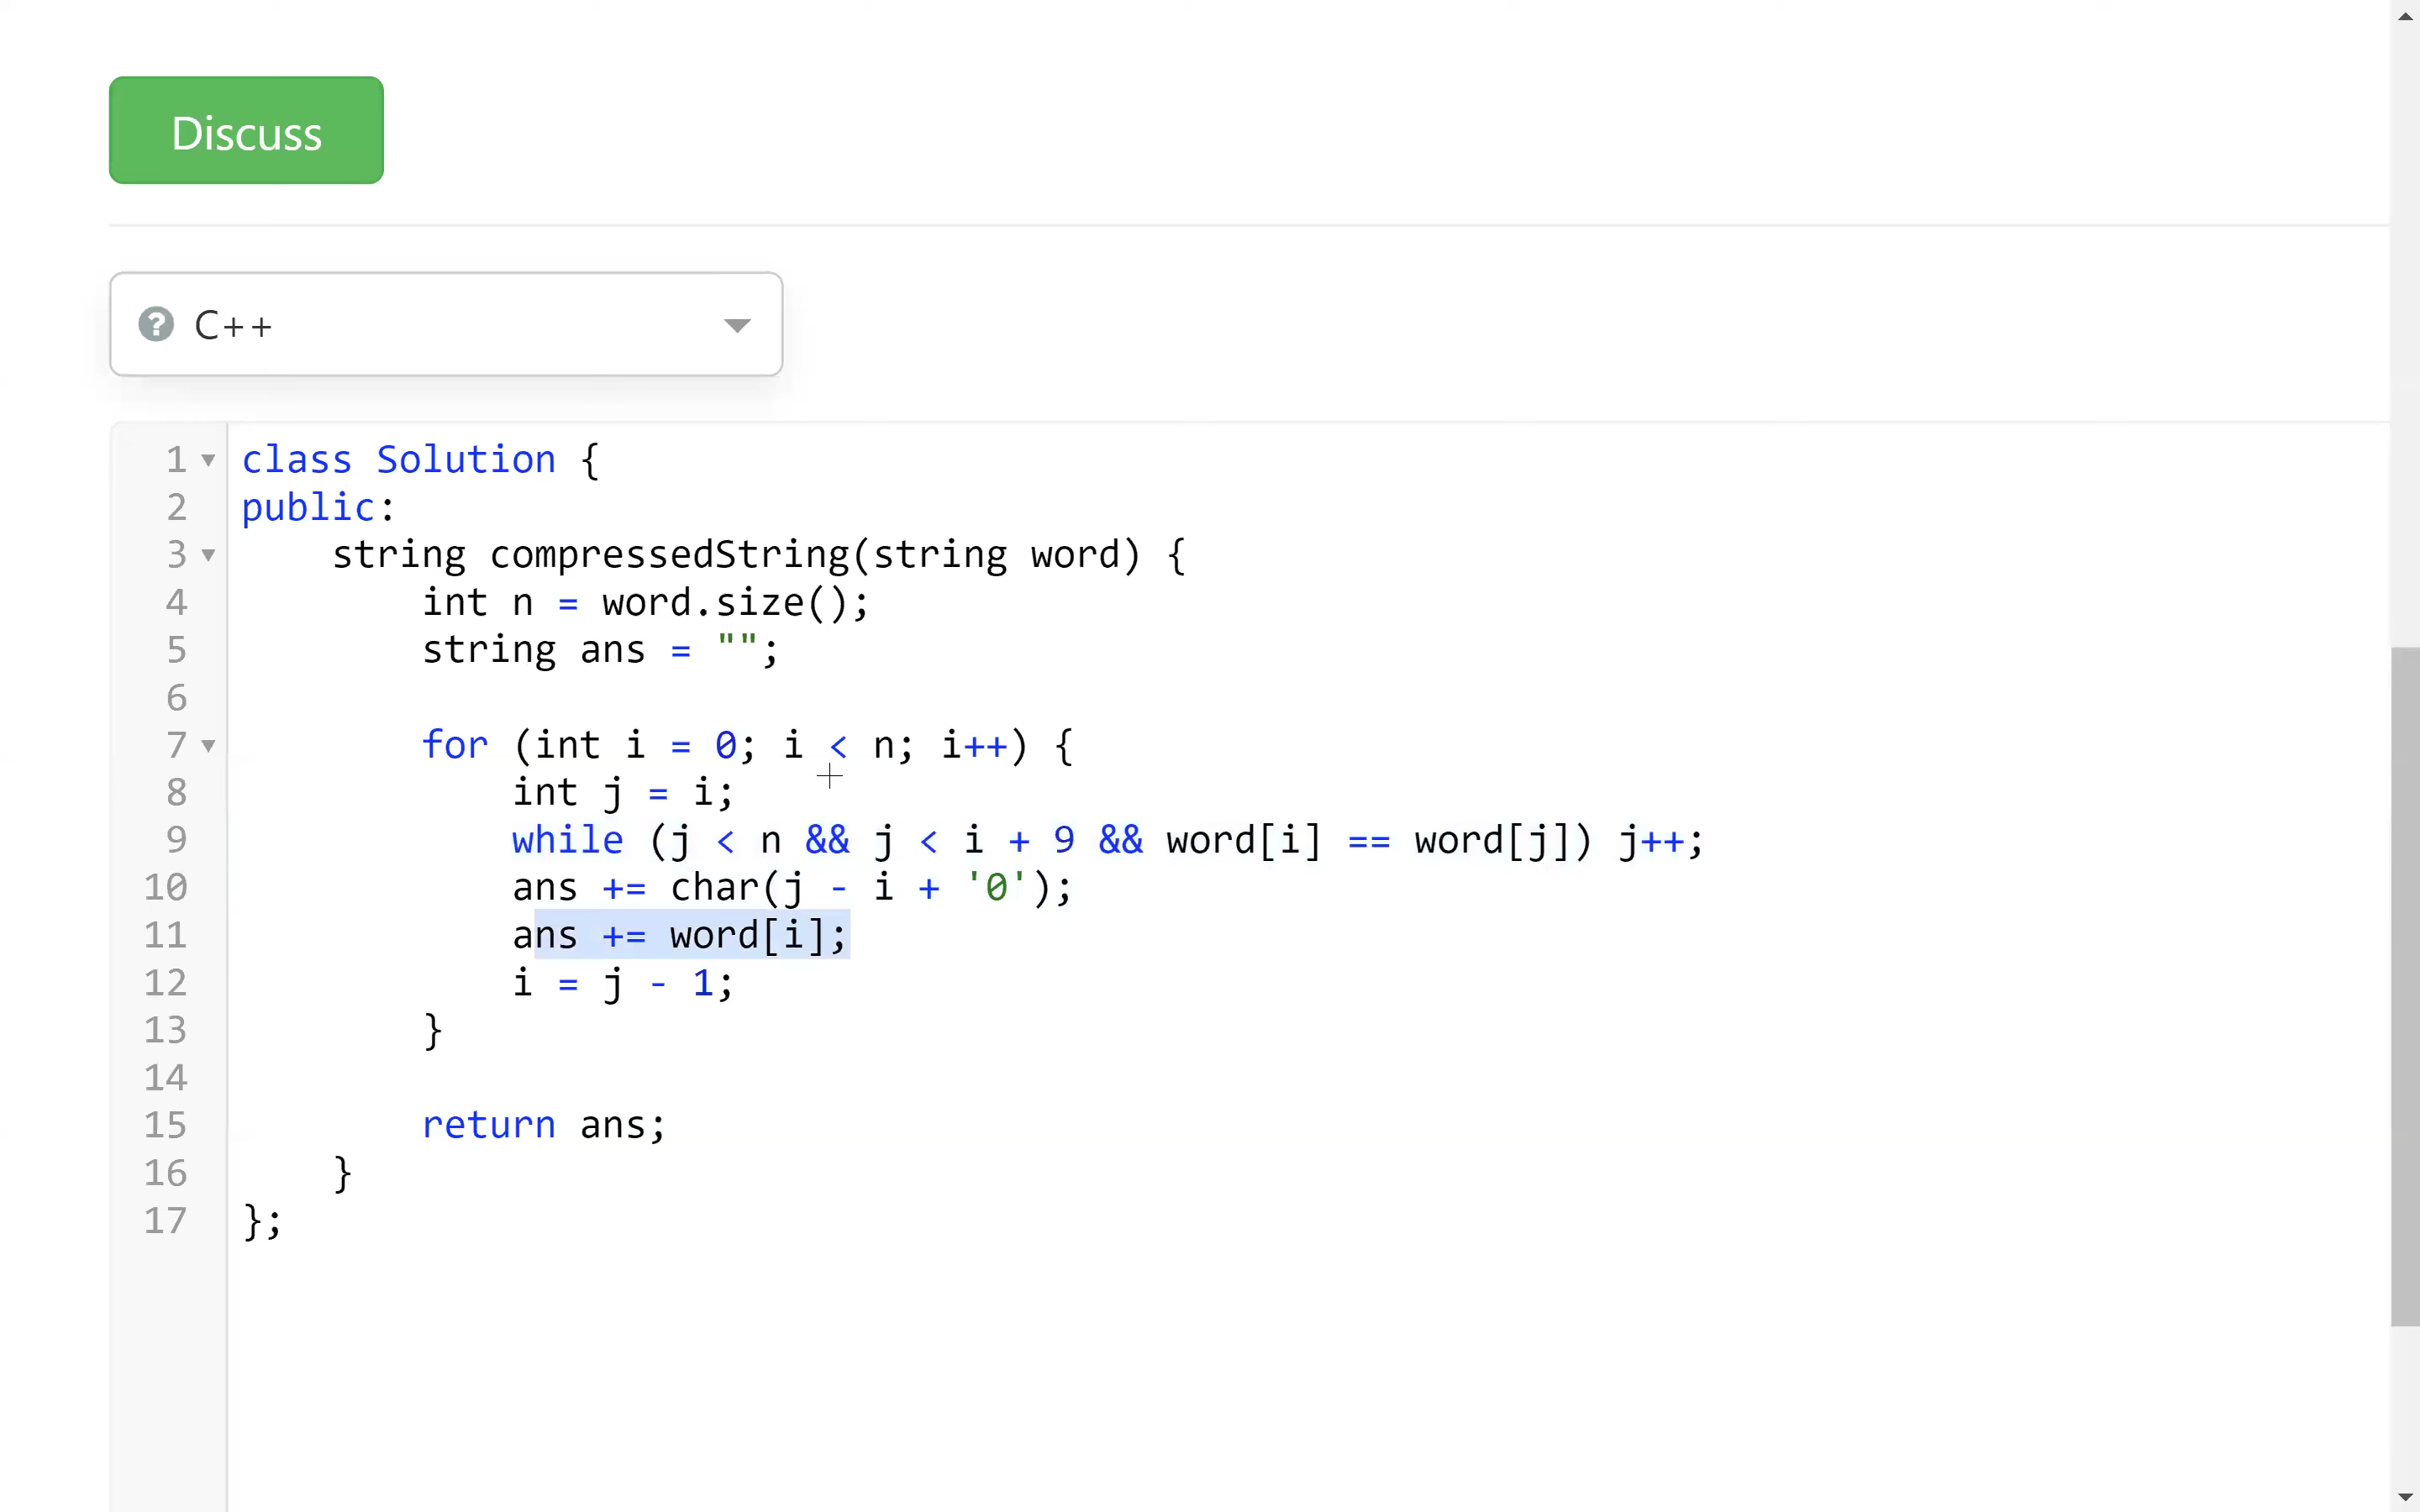 Discuss
? C++
1 class Solution {
2 public:
3     string compressedString(string word) {
4         int n = word.size();
5         string ans = "";
6
7         for (int i = 0; i < n; i++) {
8             int j = i;
9             while (j < n && j < i + 9 && word[i] == word[j]) j++;
10             ans += char(j - i + '0');
11             ans += word[i];
12             i = j - 1;
13         }
14
15         return ans;
16     }
17 };